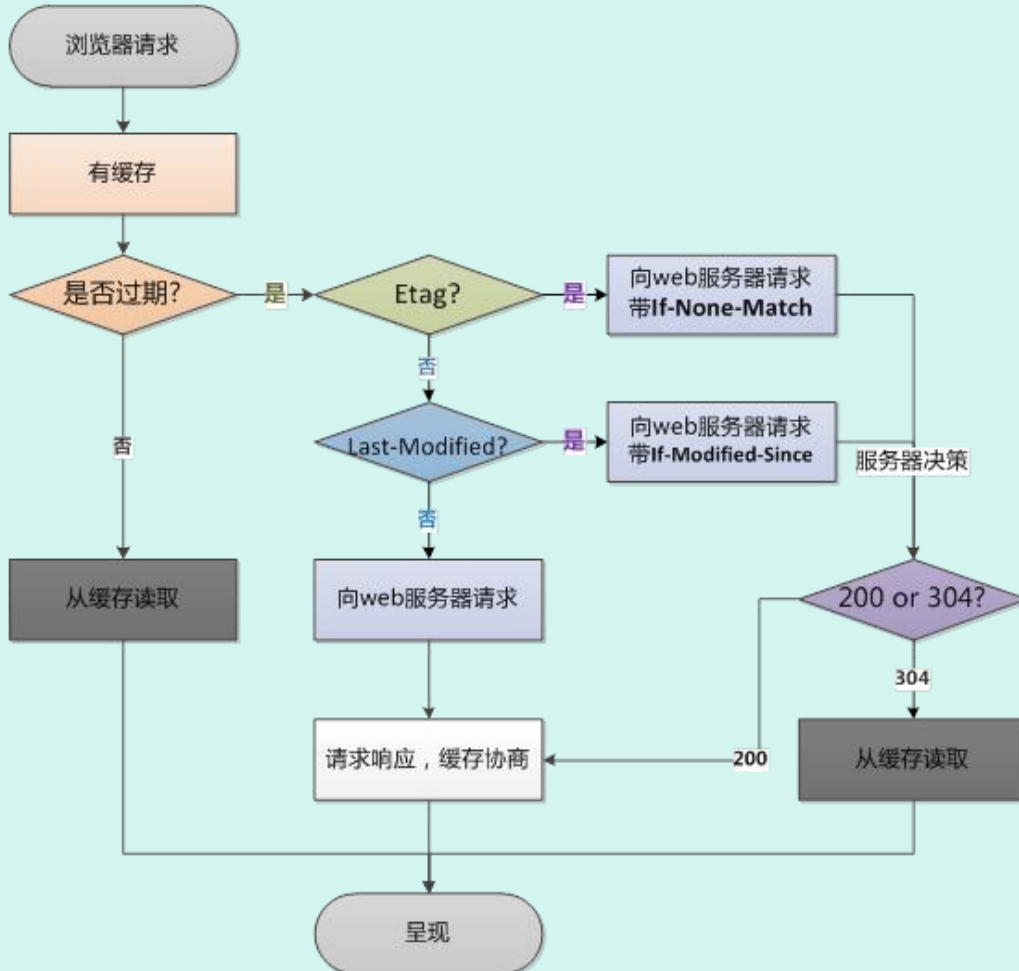 浏览器请求
有缓存
是否过期?
是
Etag?
是
向web服务器请求
带If-None-Match
否
否
Last-Modified?
是
向web服务器请求
带If-Modified-Since
服务器决策
否
从缓存读取
向web服务器请求
200 or 304?
304
请求响应，缓存协商
200
从缓存读取
呈现